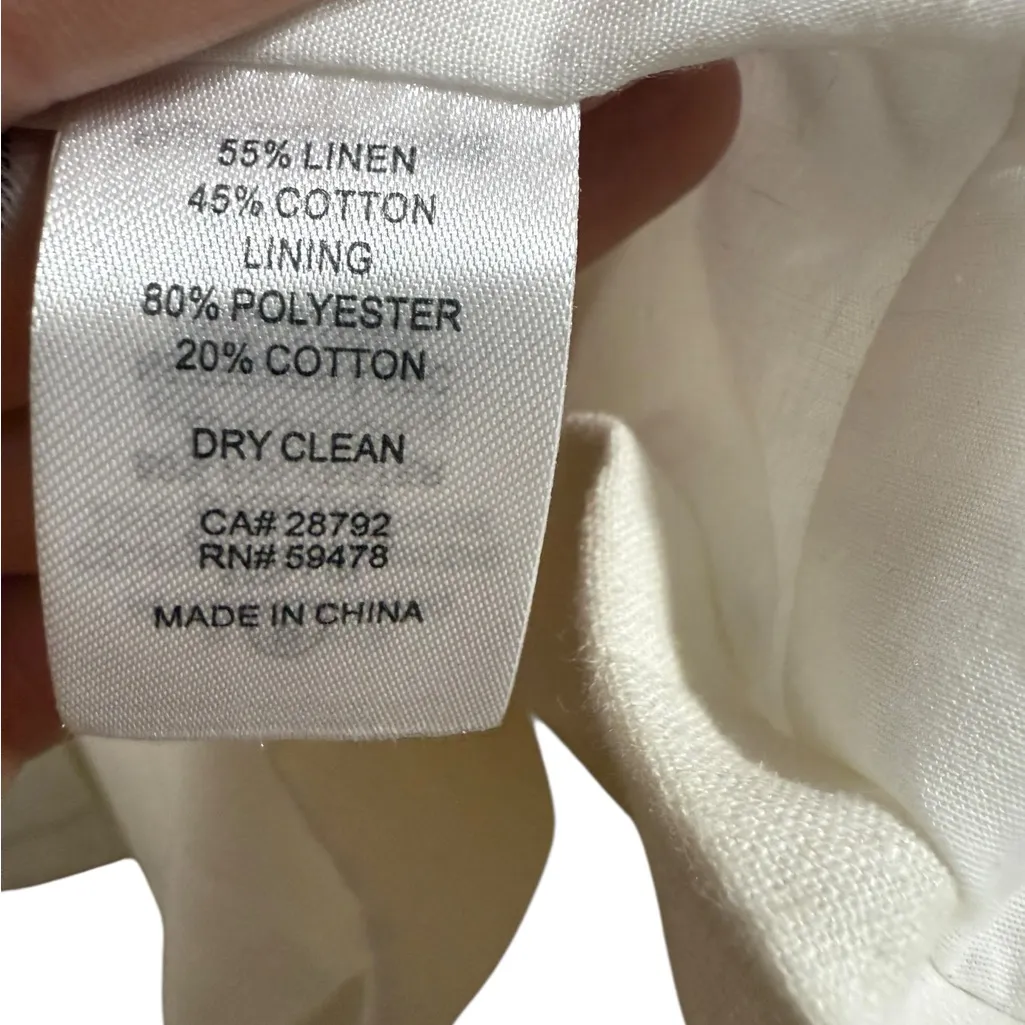 55% LINEN
45% COTTON
LINING
80% POLYESTER
20% COTTON
DRY CLEAN
CA# 28792
RN# 59478
MADE IN CHINA